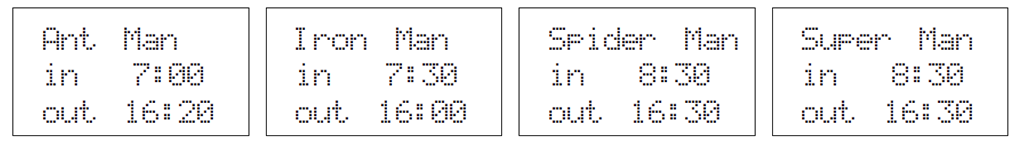 Ant Man
in 7:00
out 16:20
Iron Man
in 7:30
out 16:00
Spider Man
in 8:30
out 16:30
Super Man
in 8:30
out 16:30